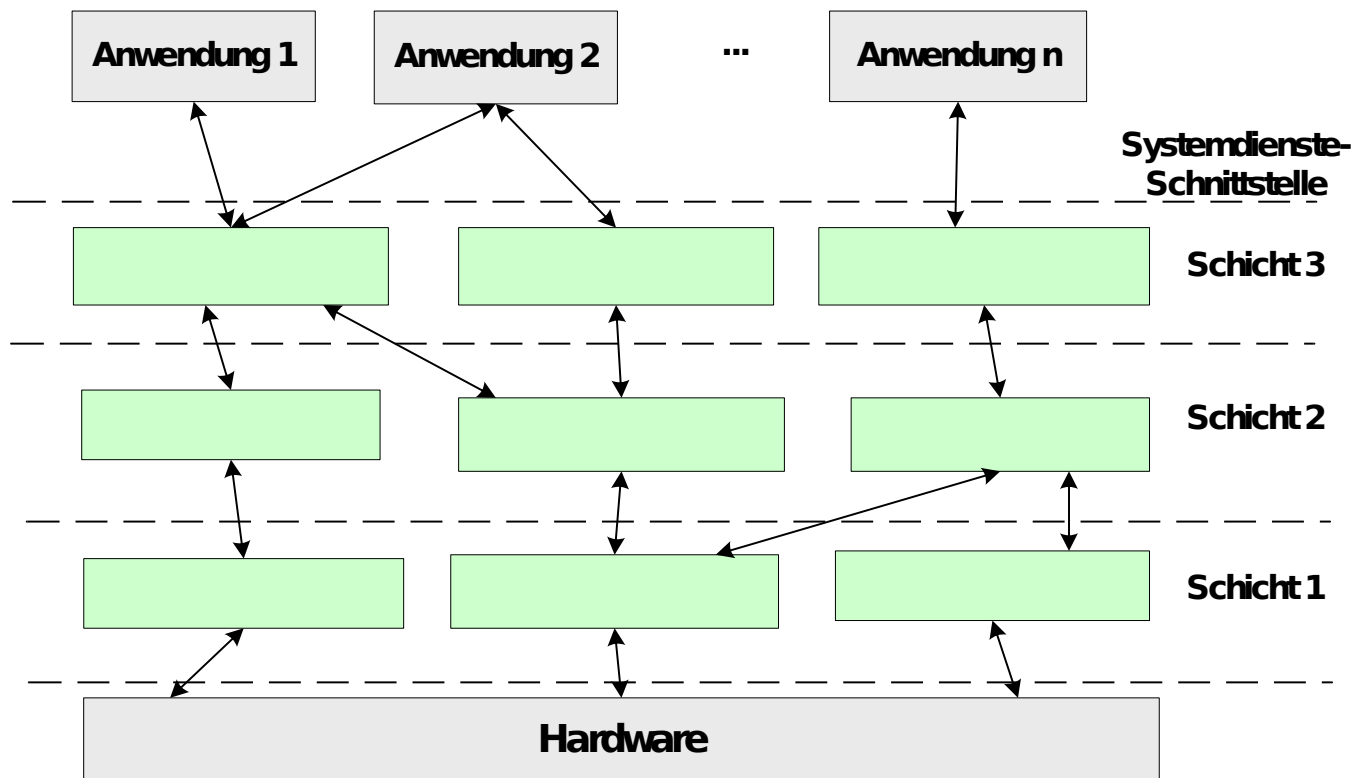 Anwendung 1
Anwendung 2
...
Anwendung n
Systemdienste-
Schnittstelle
Schicht 3
Schicht 2
Schicht 1
Hardware